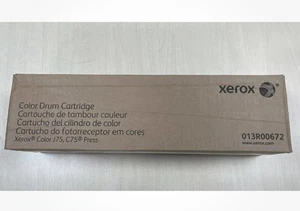 xerox
Color Drum Cartridge
Cartouche de tambour couleur
Cartucho del cilindro de color
Cartucho do fotorreceptor em cores
Xerox® Color J75, C75® Press
013R00672
www.xerox.com